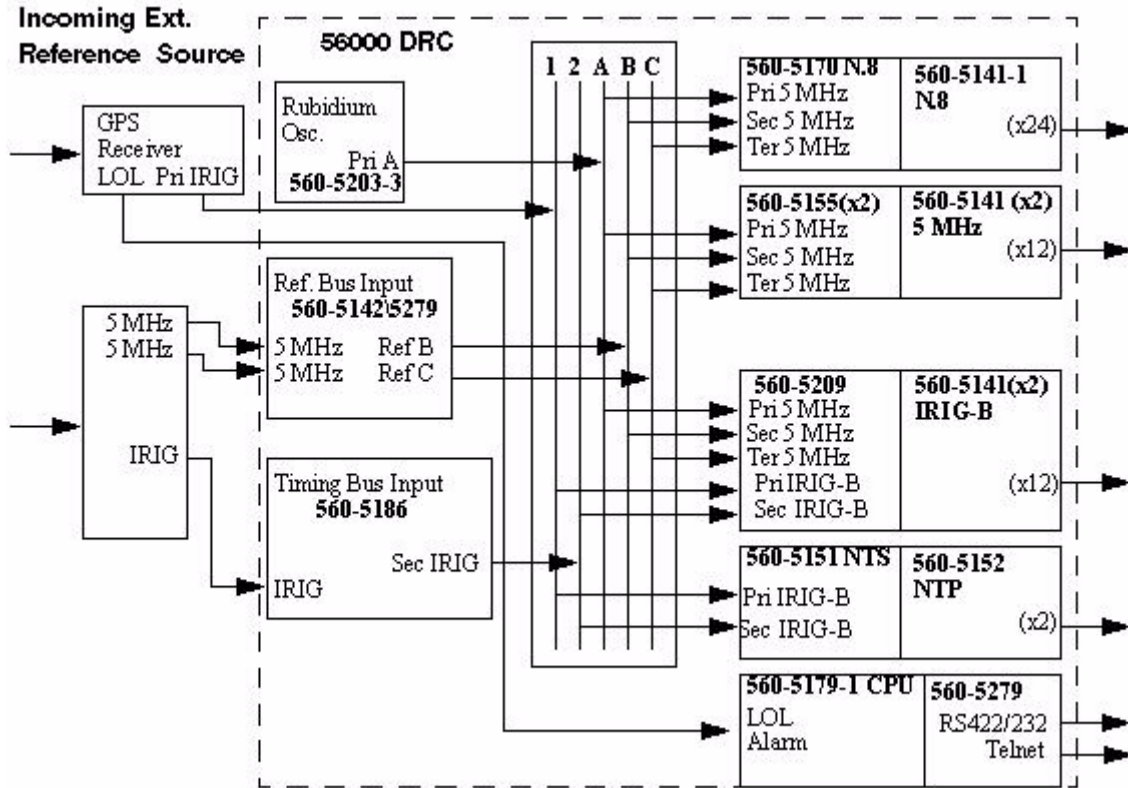 Incoming Ext.
Reference Source
56000 DRC
1 2 A B C
GPS
Receiver
LOL Pri IRIG
Rubidium
Osc.
Pri A
560-5203-3
5 MHz
5 MHz
IRIG
Ref. Bus Input
560-5142\5279
5 MHz Ref B
5 MHz Ref C
Timing Bus Input
560-5186
Sec IRIG
IRIG
560-5170 N.8
Pri 5 MHz
Sec 5 MHz
Ter 5 MHz
560-5141-1
N.8
(x24)
560-5155(x2)
Pri 5 MHz
Sec 5 MHz
Ter 5 MHz
560-5141 (x2)
5 MHz
(x12)
560-5209
Pri 5 MHz
Sec 5 MHz
Ter 5 MHz
Pri IRIG-B
Sec IRIG-B
560-5141(x2)
IRIG-B
(x12)
560-5151 NTS
Pri IRIG-B
Sec IRIG-B
560-5152
NTP
(x2)
560-5179-1 CPU
LOL
Alarm
560-5279
RS422/232
Telnet